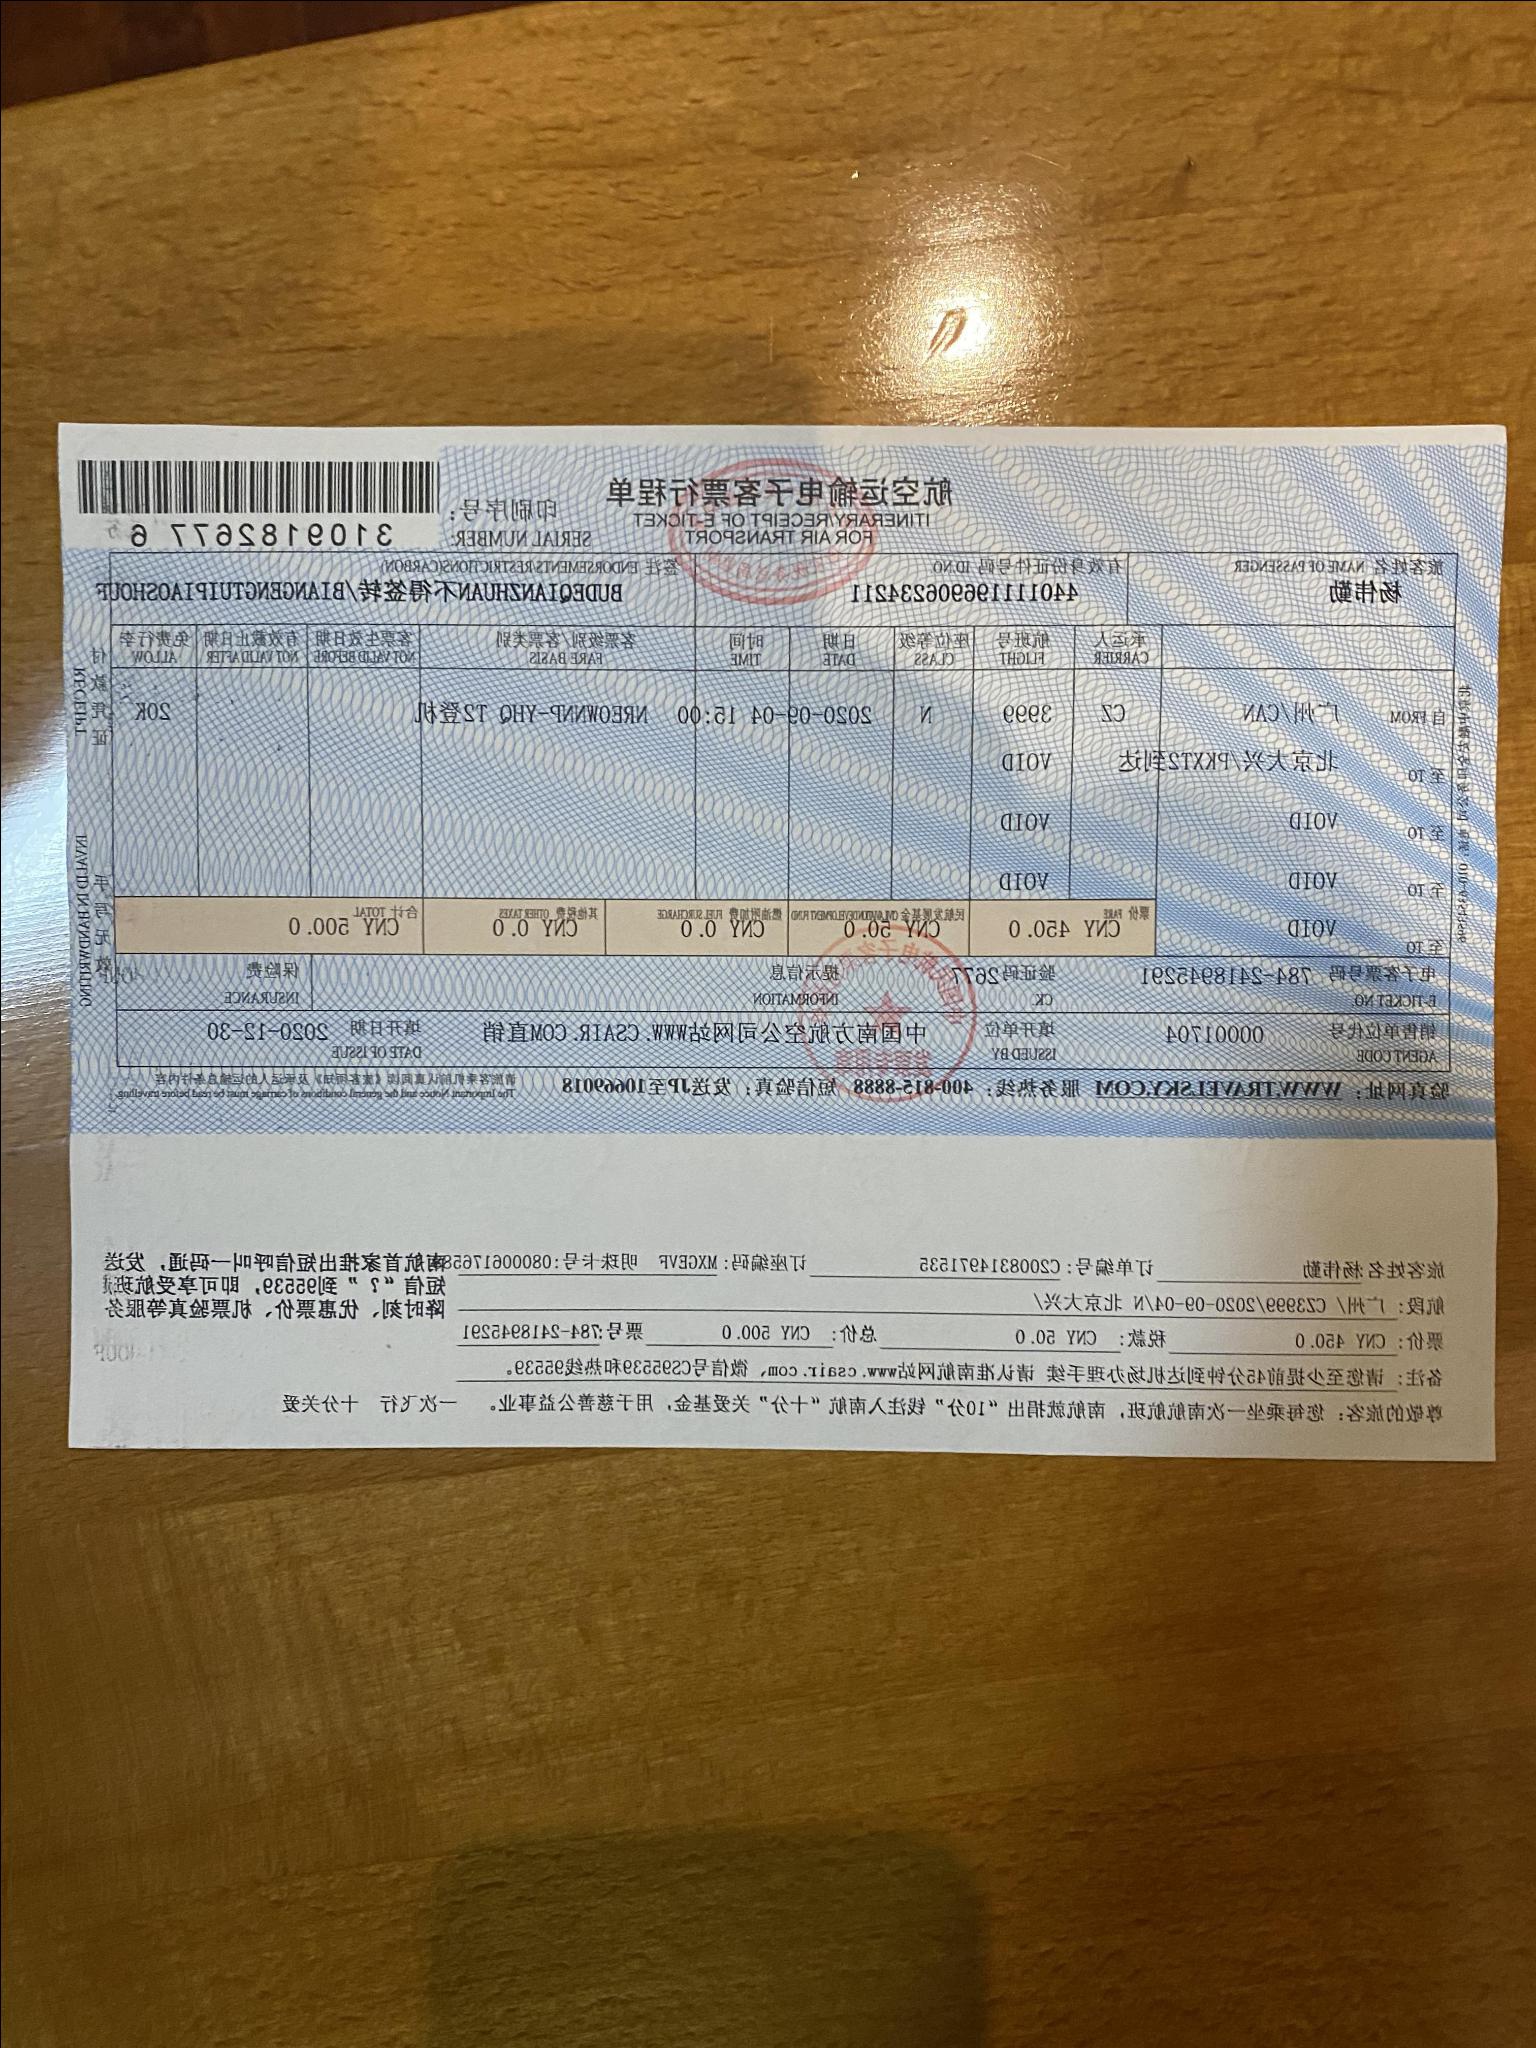 航空运输电子客票行程单
ITINERARY/RECEIPT OF E-TICKET
FOR AIR TRANSPORT
印刷序号:
SERIAL NUMBER:
3109182677 6
旅客姓名 NAME OF PASSENGER
杨伟勤
有效身份证件号码 ID.NO.
440111196906234211
签注 ENDORSEMENTS/RESTRICTIONS(CARBON)
BUDEQIANZHUAN不得签转/BIANGENGTUIPIAOSHOUF
承运人 CARRIER 航班号 FLIGHT 座位等级 CLASS 日期 DATE 时间 TIME 客票级别/客票类别 FARE BASIS 客票生效日期 NOT VALID BEFORE 有效截止日期 NOT VALID AFTER 免费行李 ALLOW
自 FROM 广州/CAN CZ 3999 N 2020-09-04 15:00 NREOWNNP-YHQ T2登机 20K
至 TO 北京大兴/PKXT2到达 VOID
至 TO VOID VOID
至 TO VOID VOID
至 TO VOID
票价 FARE CNY 450.0 民航发展基金 CIVIL AVIATION DEVELOPMENT FUND CNY 50.0 燃油附加费 FUEL SURCHARGE CNY 0.0 其他税费 OTHER TAXES CNY 0.0 合计 TOTAL CNY 500.0
电子客票号码 784-2418945291 验证码 2677 提示信息 保险费
E-TICKET NO. CK. INFORMATION INSURANCE
销售单位代号 00001704 填开单位 中国南方航空公司网站WWW.CSAIR.COM直销 填开日期 2020-12-30
AGENT CODE ISSUED BY DATE OF ISSUE
验真网址: WWW.TRAVELSKY.COM 服务热线: 400-815-8888 短信验真: 发送JP至10669018
请旅客乘机前认真阅读《旅客须知》及承运人的运输总条件内容
The Important Notice and the general conditions of carriage must be read before travelling.
付款凭证 手写无效
RECEIPT INVALID IN HANDWRITING
发票专用章
旅客姓名:杨伟勤 订单编号: C2008314971535 订座编码: MXGEVF 明珠卡号:080006176558
航段: 广州/ CZ3999/2020-09-04/N 北京大兴/
票价: CNY 450.0 税款: CNY 50.0 总价: CNY 500.0 票号:784-2418945291
备注: 请您至少提前45分钟到达机场办理手续 请认准南航网站www.csair.com、微信号CS95539和热线95539。
尊敬的旅客: 您每乘坐一次南航航班, 南航就捐出“10分”钱注入南航“十分”关爱基金, 用于慈善公益事业。 一次飞行 十分关爱
南航首家推出短信呼叫一码通, 发送
短信“?”到95539, 即可享受航班
降时刻、优惠票价、机票验真等服务